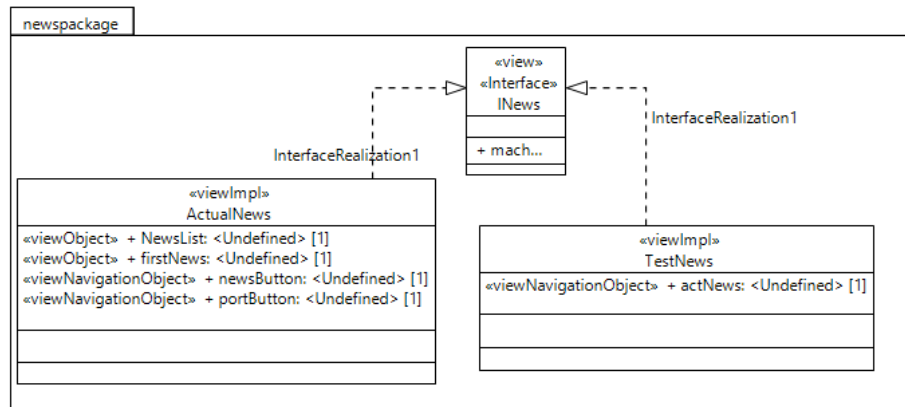 newspackage
«view»
«Interface»
INews
+ mach...
InterfaceRealization1
InterfaceRealization1
«viewImpl»
ActualNews
«viewObject» + NewsList: <Undefined> [1]
«viewObject» + firstNews: <Undefined> [1]
«viewNavigationObject» + newsButton: <Undefined> [1]
«viewNavigationObject» + portButton: <Undefined> [1]
«viewImpl»
TestNews
«viewNavigationObject» + actNews: <Undefined> [1]